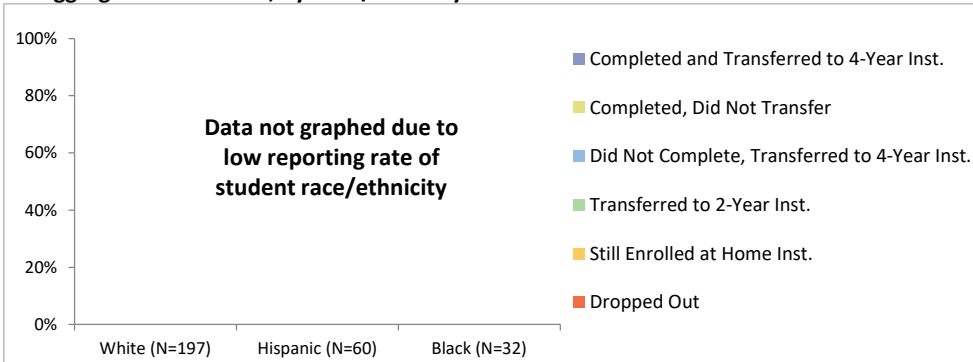 100%
80%
60%
40%
20%
0%
Data not graphed due to
low reporting rate of
student race/ethnicity
White (N=197) Hispanic (N=60) Black (N=32)
Completed and Transferred to 4-Year Inst.
Completed, Did Not Transfer
Did Not Complete, Transferred to 4-Year Inst.
Transferred to 2-Year Inst.
Still Enrolled at Home Inst.
Dropped Out